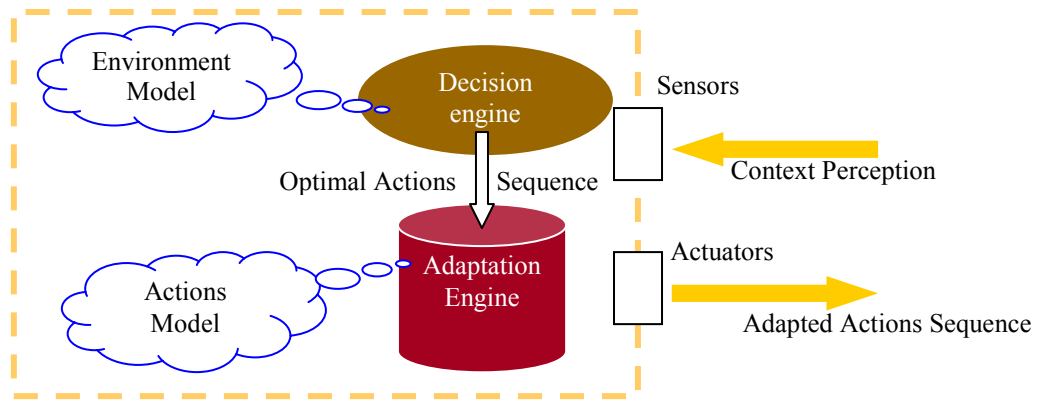 Environment
Model
Decision
engine
Sensors
Context Perception
Optimal Actions Sequence
Adaptation
Engine
Actions
Model
Actuators
Adapted Actions Sequence